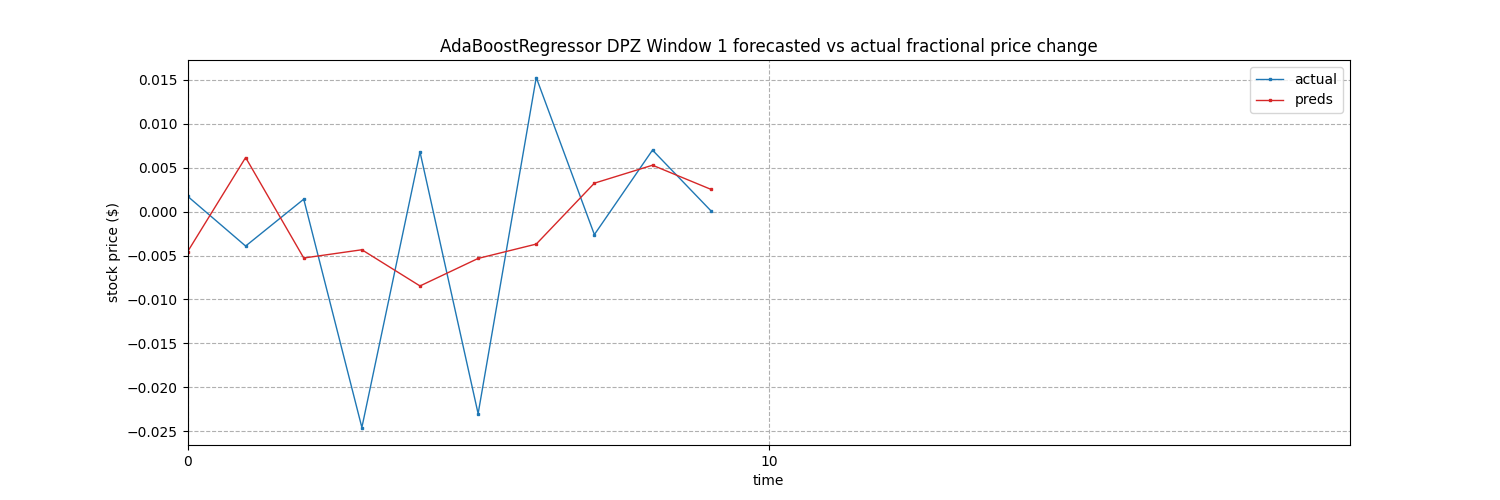 AdaBoostRegressor DPZ Window 1 forecasted vs actual fractional price change
actual
preds
0.015
0.010
0.005
0.000
−0.005
−0.010
−0.015
−0.020
−0.025
stock price ($)
0
10
time